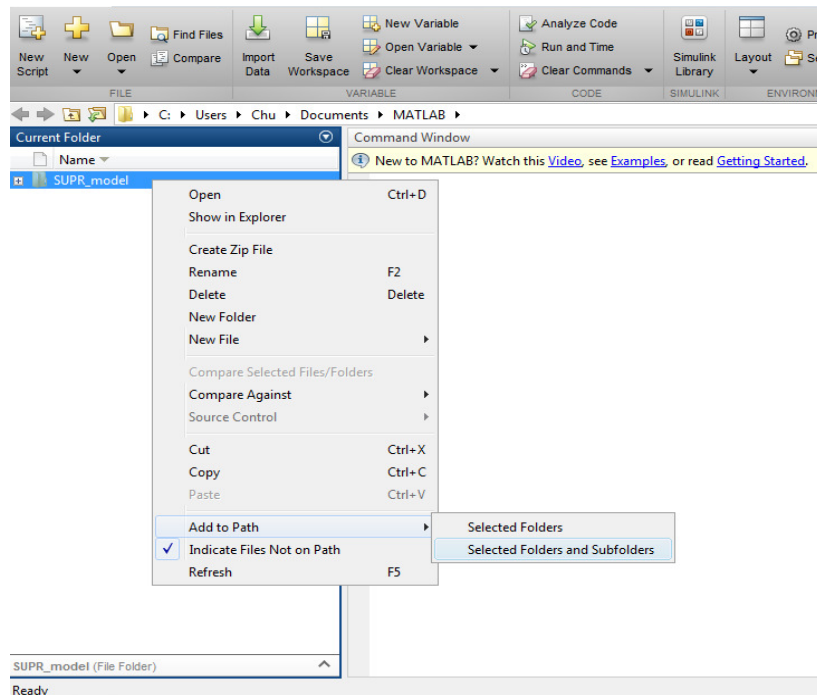 New Script
New
Open
Find Files
Compare
FILE
Import Data
Save Workspace
New Variable
Open Variable
Clear Workspace
VARIABLE
Analyze Code
Run and Time
Clear Commands
CODE
Simulink Library
SIMULINK
Layout
C: Users Chu Documents MATLAB
Current Folder
Name
SUPR_model
Command Window
New to MATLAB? Watch this Video, see Examples, or read Getting Started.
Open Ctrl+D
Show in Explorer
Create Zip File
Rename F2
Delete Delete
New Folder
New File
Compare Selected Files/Folders
Compare Against
Source Control
Cut Ctrl+X
Copy Ctrl+C
Paste Ctrl+V
Add to Path
Selected Folders
Indicate Files Not on Path
Selected Folders and Subfolders
Refresh F5
SUPR_model (File Folder)
Ready